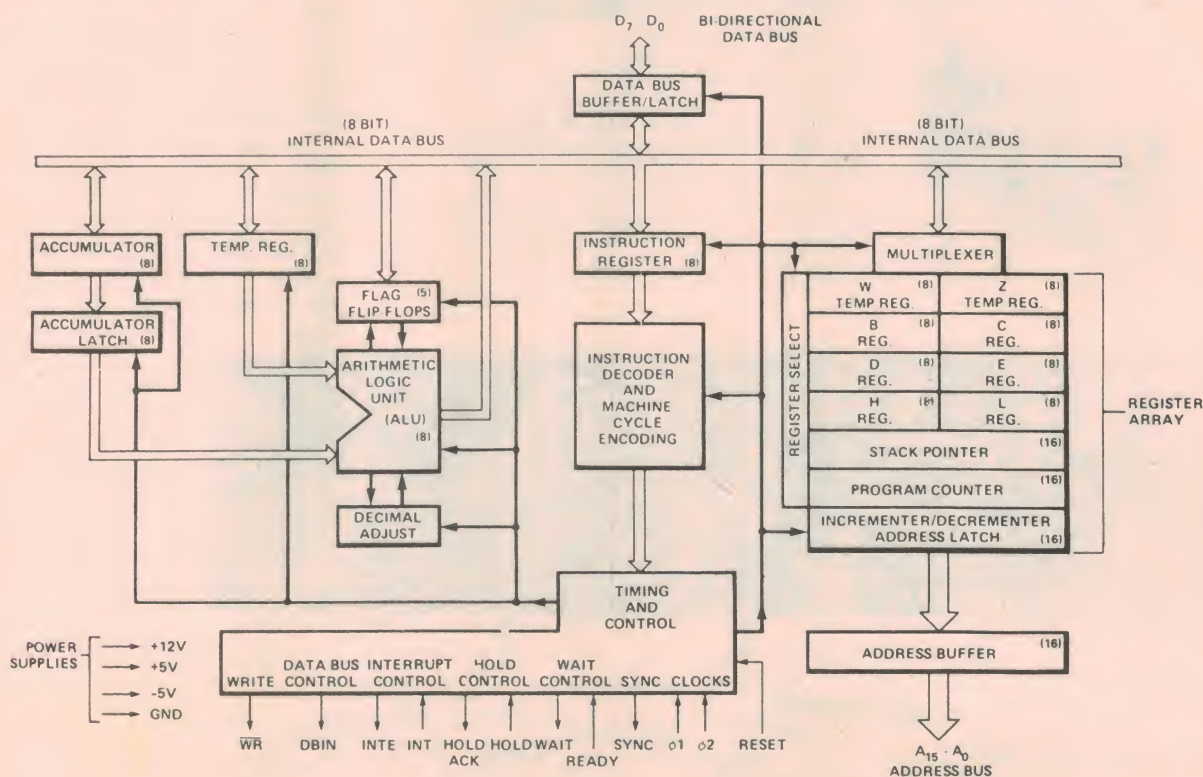 D7 D0 BI-DIRECTIONAL
DATA BUS
DATA BUS
BUFFER/LATCH
(8 BIT)
INTERNAL DATA BUS
(8 BIT)
INTERNAL DATA BUS
ACCUMULATOR
(8)
TEMP. REG.
(8)
INSTRUCTION
REGISTER (8)
MULTIPLEXER
ACCUMULATOR
LATCH (8)
FLAG (5)
FLIP FLOPS
ARITHMETIC
LOGIC
UNIT
(ALU)
(8)
DECIMAL
ADJUST
INSTRUCTION
DECODER
AND
MACHINE
CYCLE
ENCODING
REGISTER SELECT
W (8)
TEMP REG.
Z (8)
TEMP REG.
B (8)
REG.
C (8)
REG.
D (8)
REG.
E (8)
REG.
H (8)
REG.
L (8)
REG.
STACK POINTER (16)
PROGRAM COUNTER (16)
INCREMENTER/DECREMENTER
ADDRESS LATCH (16)
REGISTER
ARRAY
TIMING
AND
CONTROL
DATA BUS INTERRUPT HOLD WAIT
WRITE CONTROL CONTROL CONTROL CONTROL SYNC CLOCKS
POWER
SUPPLIES
+12V
+5V
-5V
GND
ADDRESS BUFFER (16)
WR DBIN INTE INT HOLD HOLD WAIT SYNC ø1 ø2 RESET
ACK READY
A15 - A0
ADDRESS BUS